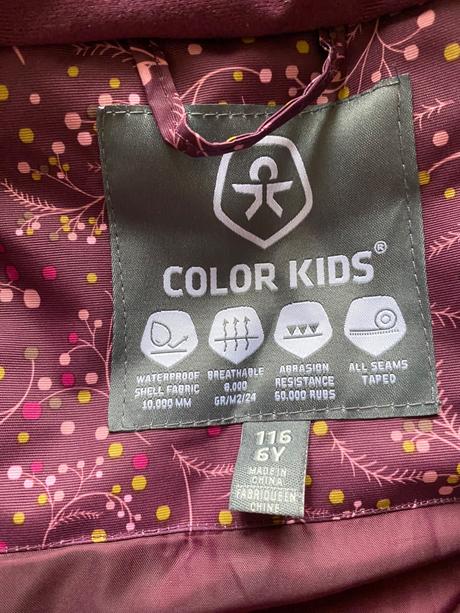 COLOR KIDS®
WATERPROOF
SHELL FABRIC
10.000 MM
BREATHABLE
8.000
GR/M2/24
ABRASION
RESISTANCE
60.000 RUBS
ALL SEAMS
TAPED
116
6Y
MADE IN
CHINA
FABRIQUE EN
CHINE